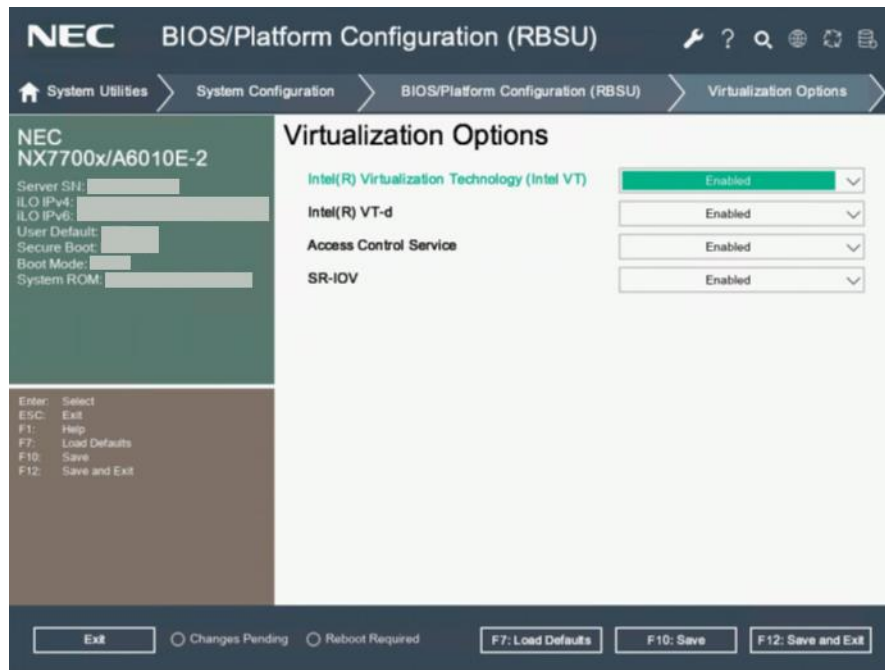 NEC BIOS/Platform Configuration (RBSU)
System Utilities System Configuration BIOS/Platform Configuration (RBSU) Virtualization Options
NEC
NX7700x/A6010E-2
Server SN:
iLO IPv4:
iLO IPv6:
User Default:
Secure Boot:
Boot Mode:
System ROM:
Virtualization Options
Intel(R) Virtualization Technology (Intel VT) Enabled
Intel(R) VT-d Enabled
Access Control Service Enabled
SR-IOV Enabled
Enter: Select
ESC: Exit
F1: Help
F7: Load Defaults
F10: Save
F12: Save and Exit
Exit Changes Pending Reboot Required F7: Load Defaults F10: Save F12: Save and Exit